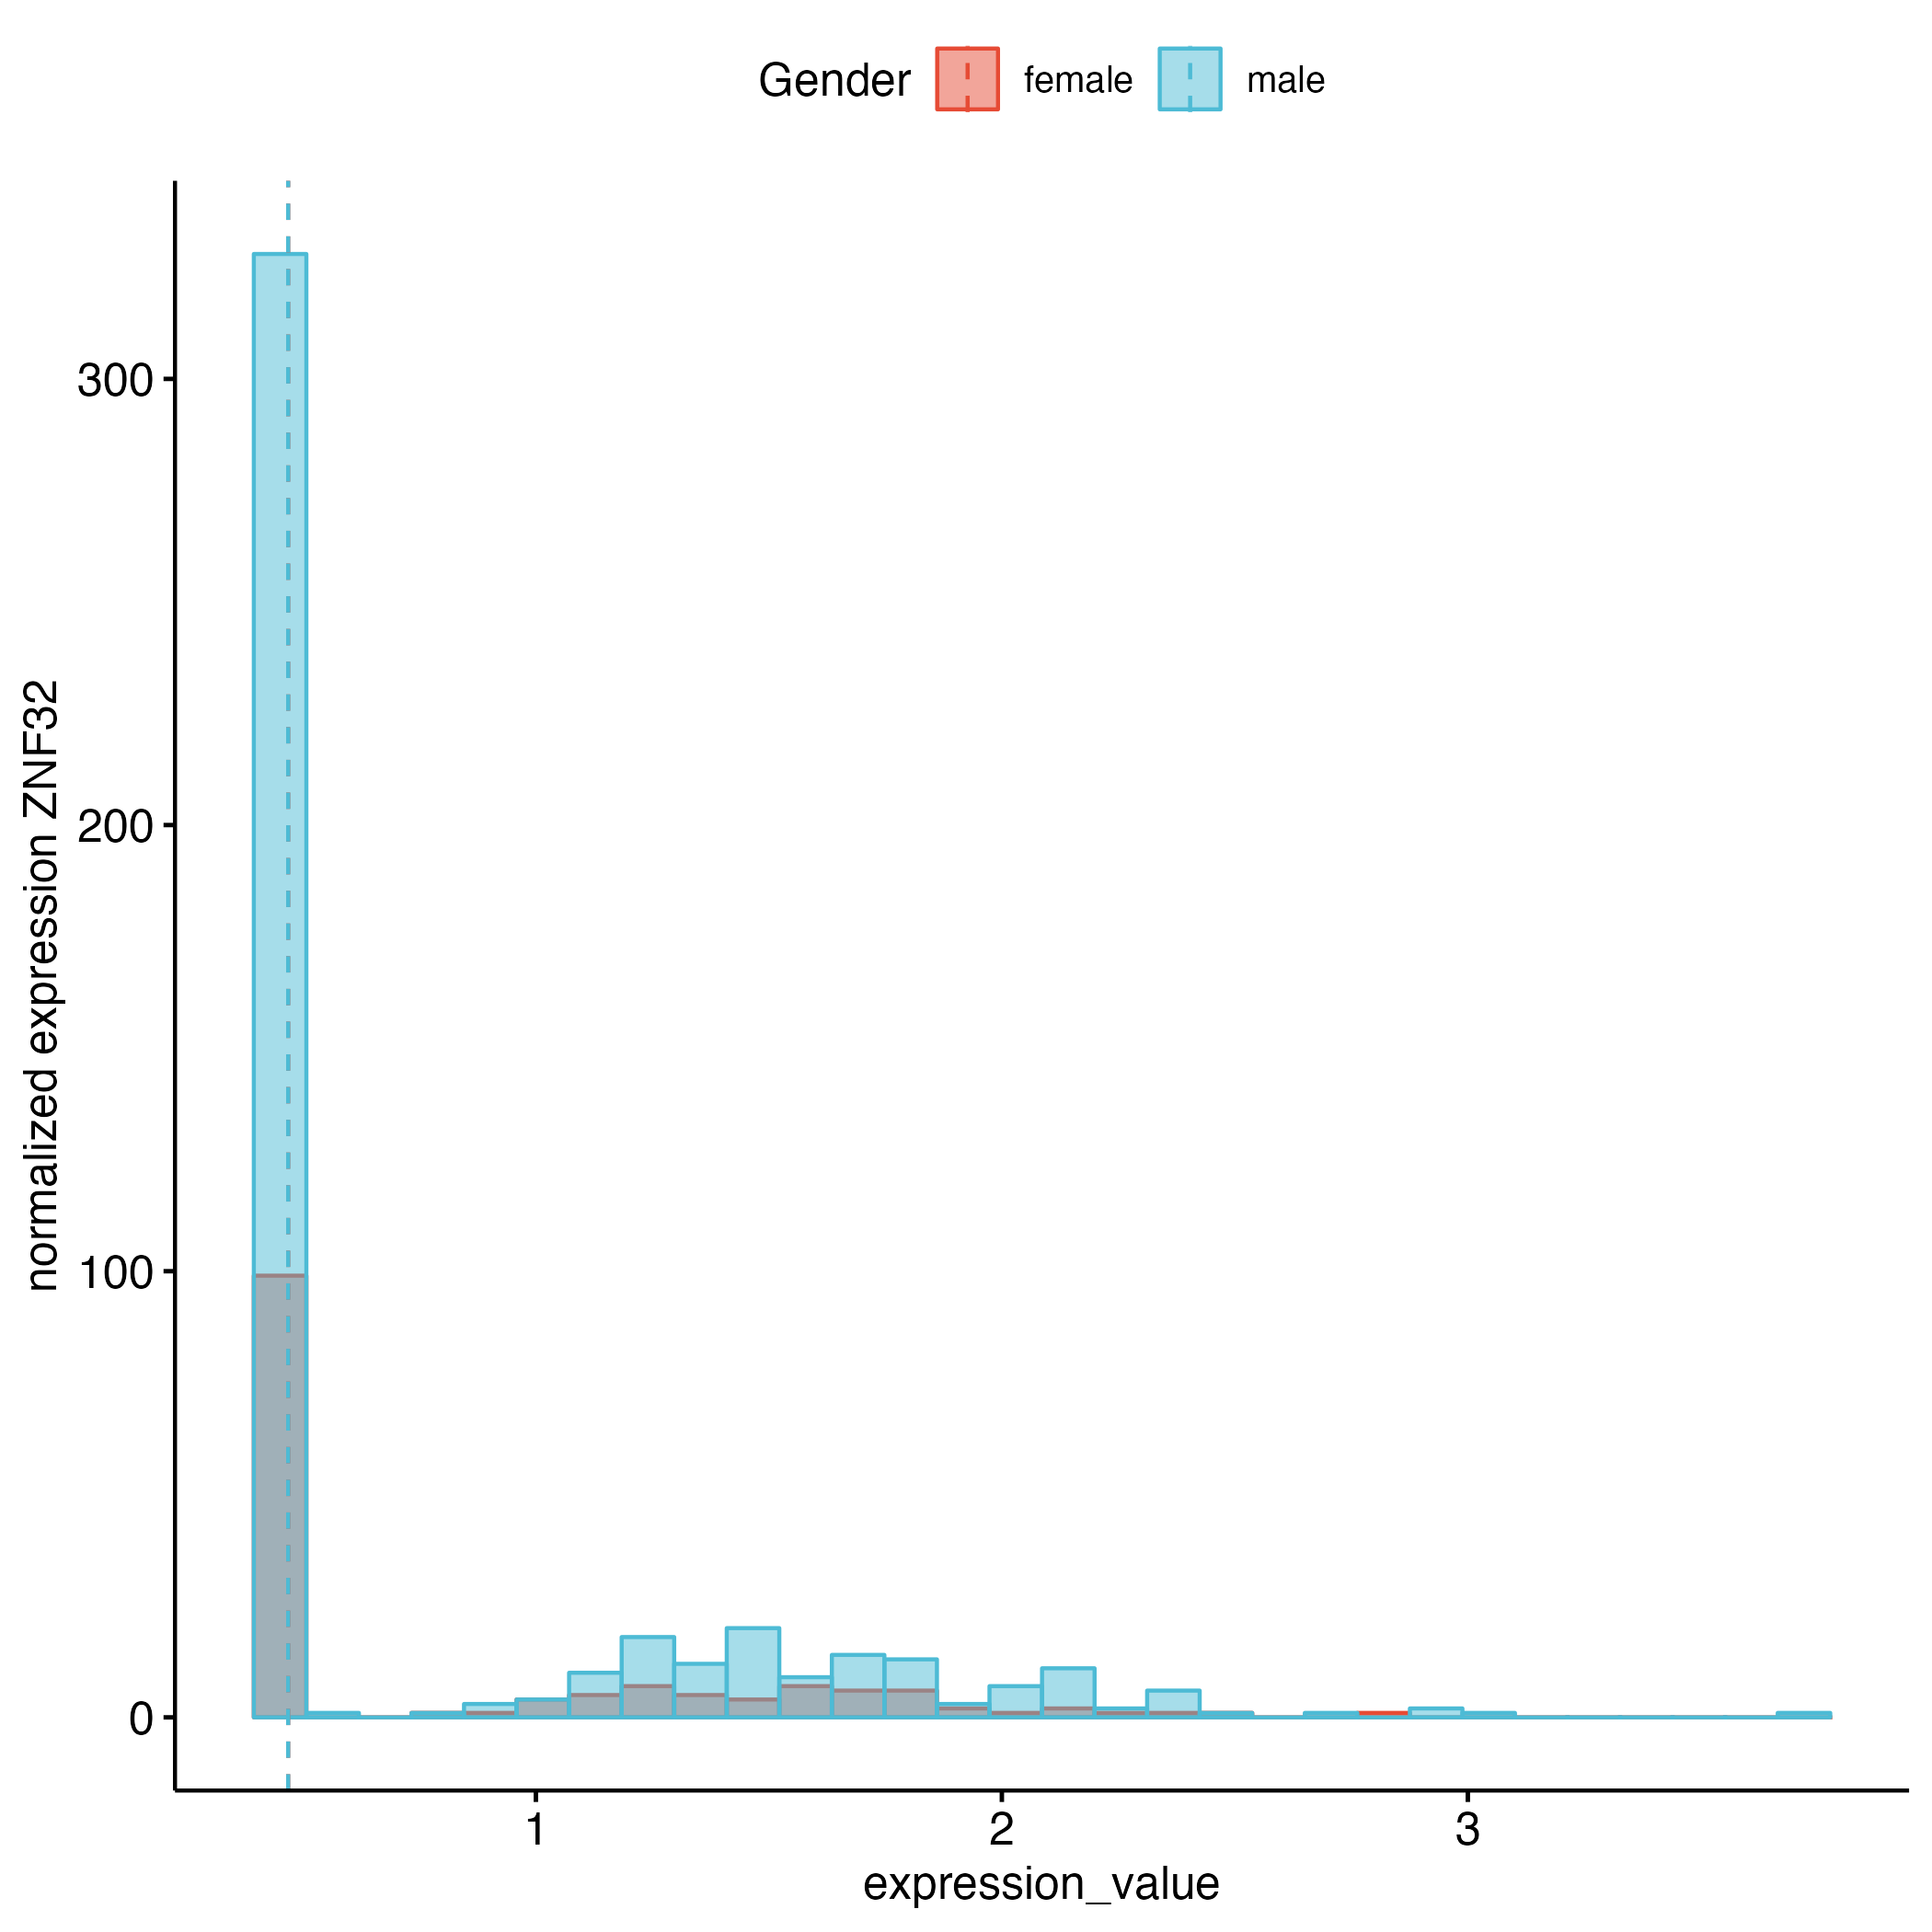 Gender female male
300
200
100
0
normalized expression ZNF32
1 2 3
expression_value